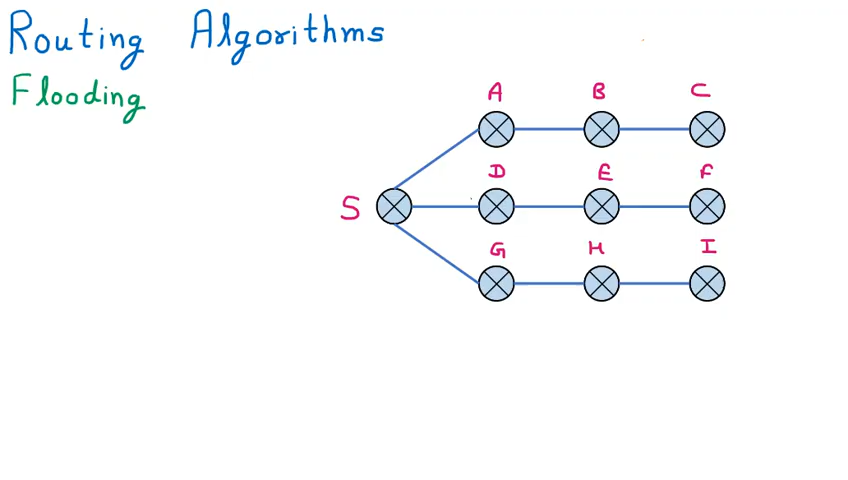 Routing Algorithms
Flooding
A B C
D E F
S
G H I